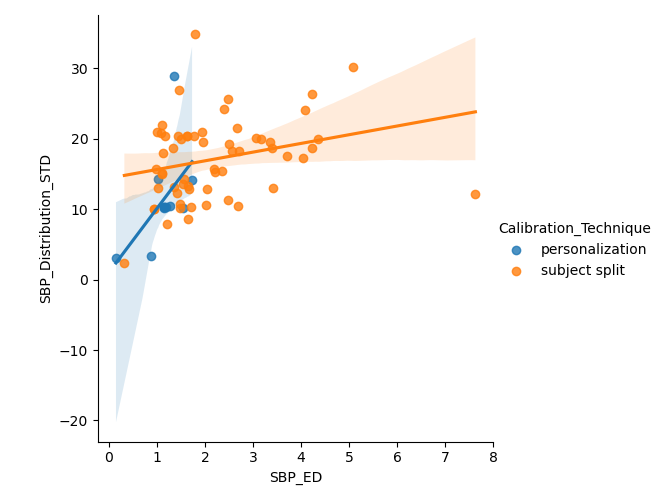 30
20
10
0
−10
−20
SBP_Distribution_STD
0 1 2 3 4 5 6 7 8
SBP_ED
Calibration_Technique
personalization
subject split